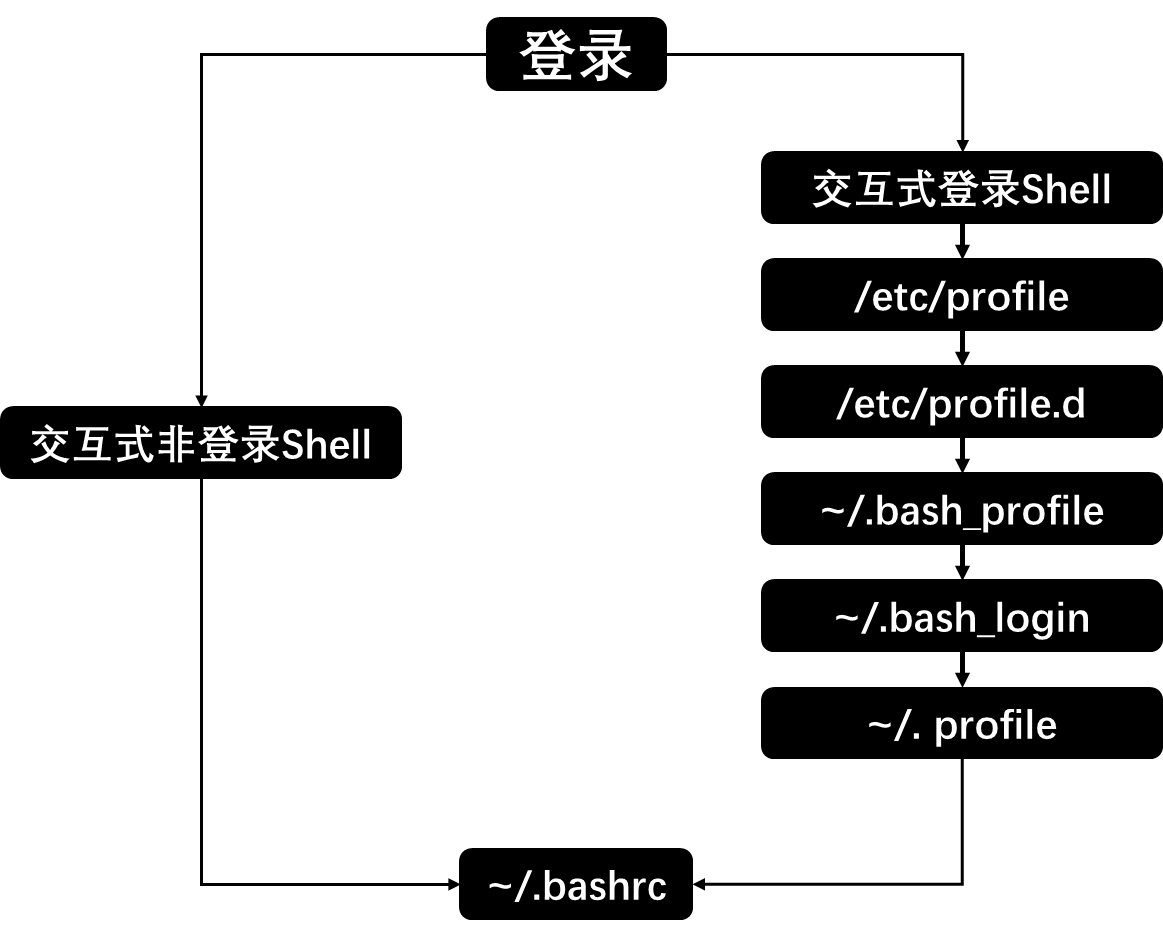 登录
交互式登录Shell
/etc/profile
/etc/profile.d
交互式非登录Shell
~/.bash_profile
~/.bash_login
~/. profile
~/.bashrc